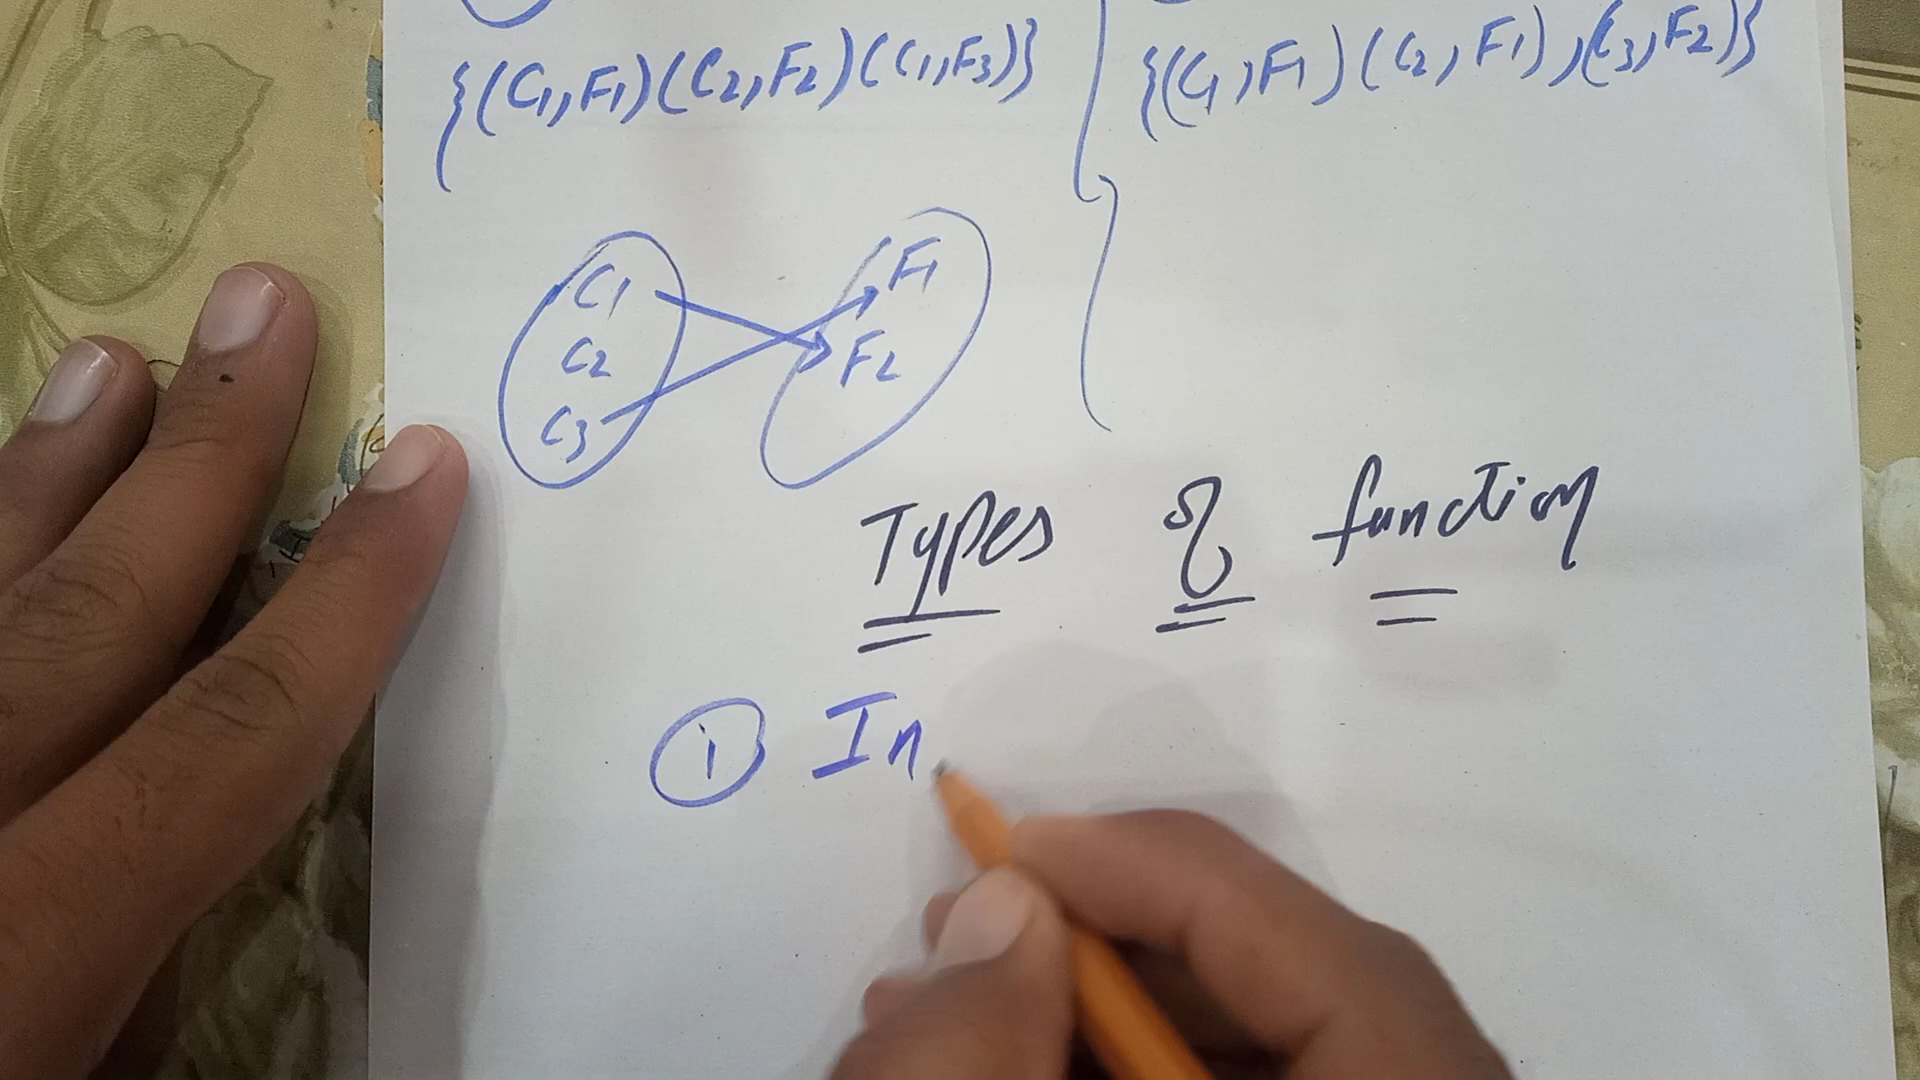 {(C1,F1)(C2,F2)(C1,F3)}
{(C1,F1)(C2,F1),(C3,F2)}
C1
C2
C3
F1
F2
Types of function
1 In